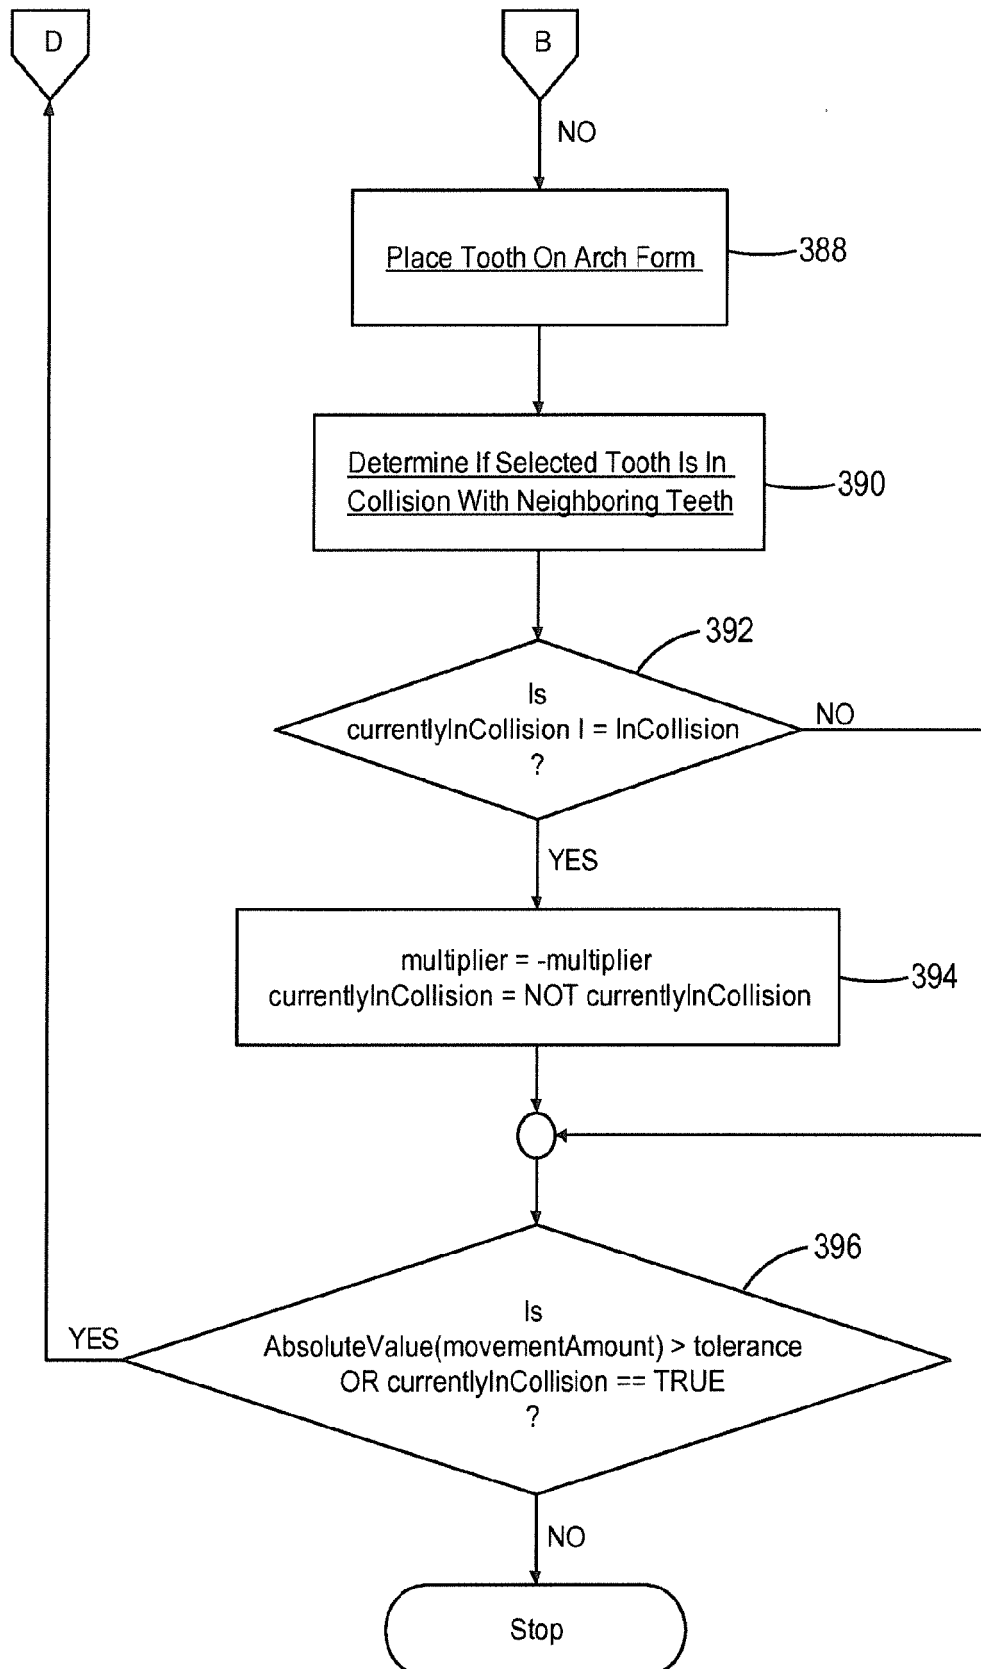 D
B
NO
Place Tooth On Arch Form
388
Determine If Selected Tooth Is In
Collision With Neighboring Teeth
390
392
Is
currentlyInCollision I = InCollision
?
NO
YES
multiplier = -multiplier
currentlyInCollision = NOT currentlyInCollision
394
396
Is
AbsoluteValue(movementAmount) > tolerance
OR currentlyInCollision == TRUE
?
YES
NO
Stop